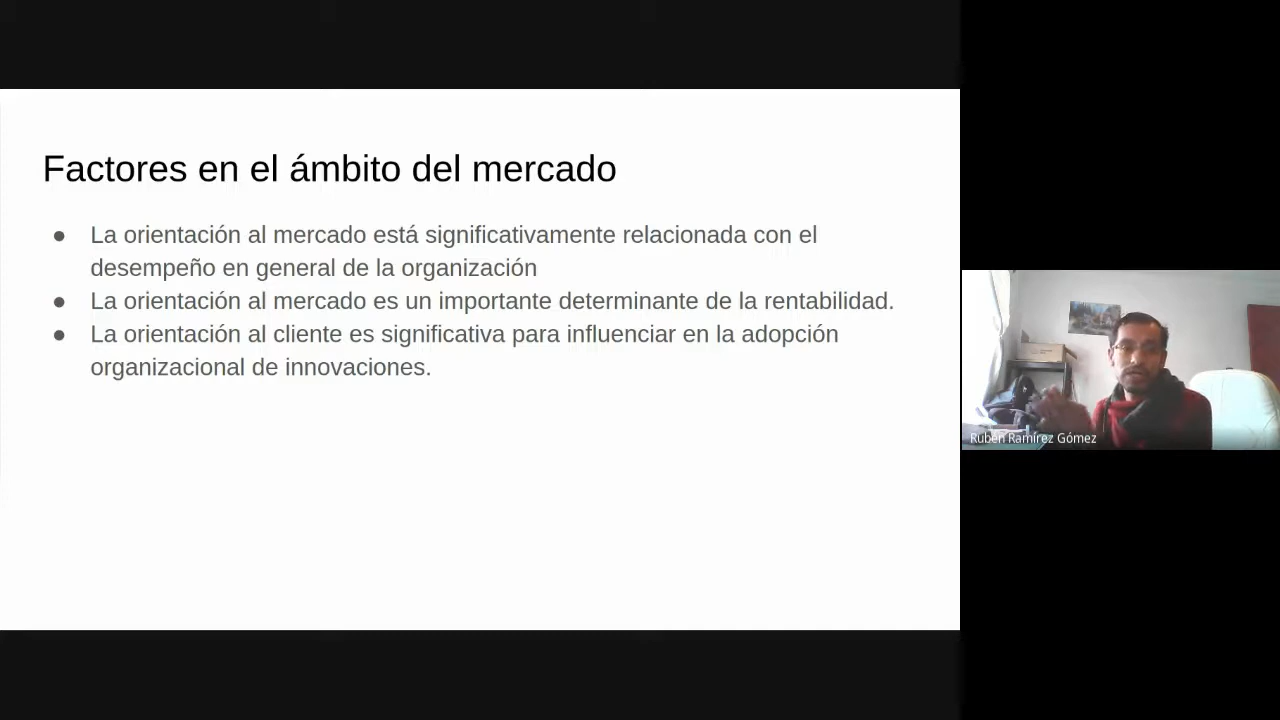 Factores en el ámbito del mercado
● La orientación al mercado está significativamente relacionada con el
desempeño en general de la organización
● La orientación al mercado es un importante determinante de la rentabilidad.
● La orientación al cliente es significativa para influenciar en la adopción
organizacional de innovaciones.
Rubén Ramírez Gómez